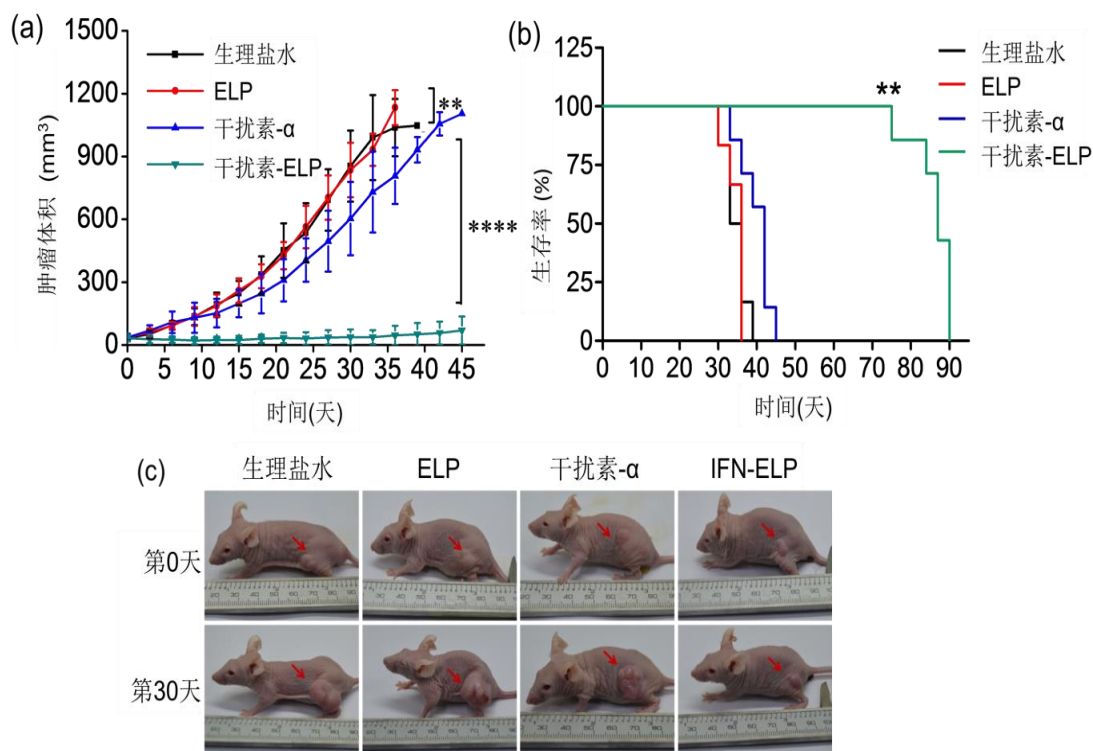 (a)
1500
1200
900
600
300
0
肿瘤体积 (mm³)
生理盐水
ELP
干扰素-α
干扰素-ELP
**
****
0 5 10 15 20 25 30 35 40 45
时间(天)
(b)
125
100
75
50
25
0
生存率 (%)
生理盐水
ELP
干扰素-α
干扰素-ELP
**
0 10 20 30 40 50 60 70 80 90
时间(天)
(c)
生理盐水 ELP 干扰素-α IFN-ELP
第0天
第30天